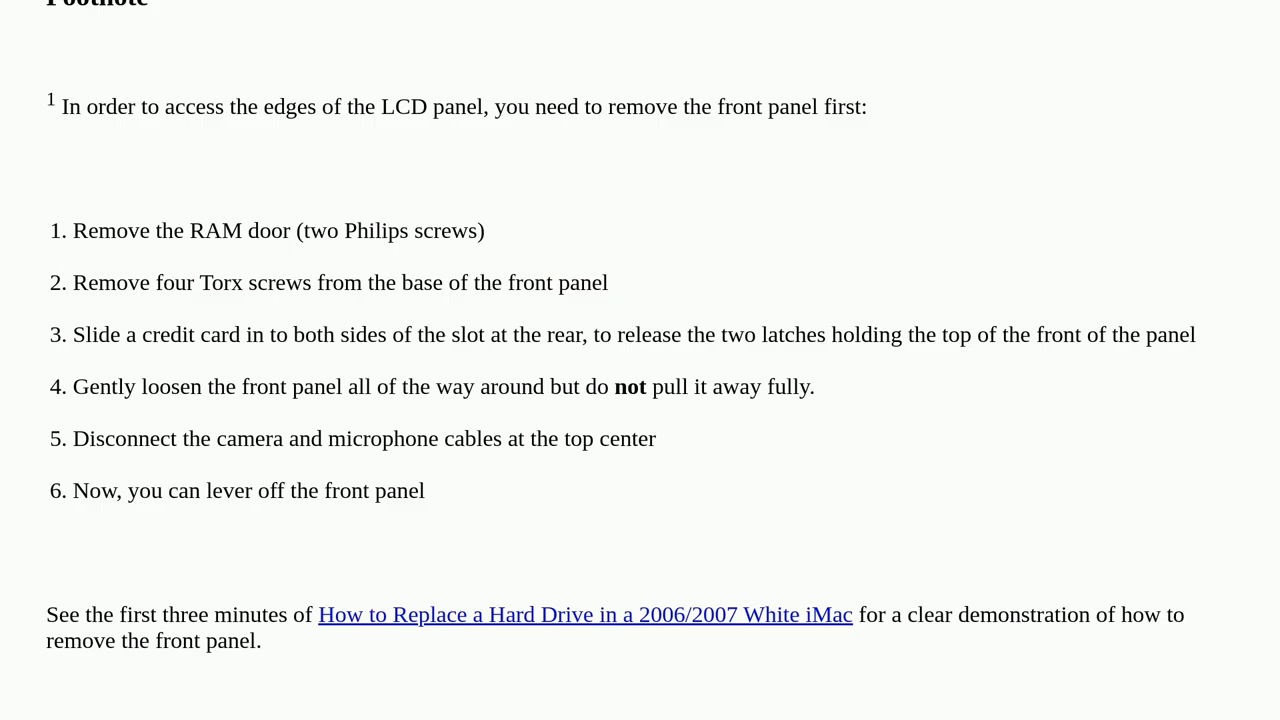 Footnote
1 In order to access the edges of the LCD panel, you need to remove the front panel first:
1. Remove the RAM door (two Philips screws)
2. Remove four Torx screws from the base of the front panel
3. Slide a credit card in to both sides of the slot at the rear, to release the two latches holding the top of the front of the panel
4. Gently loosen the front panel all of the way around but do not pull it away fully.
5. Disconnect the camera and microphone cables at the top center
6. Now, you can lever off the front panel
See the first three minutes of How to Replace a Hard Drive in a 2006/2007 White iMac for a clear demonstration of how to
remove the front panel.